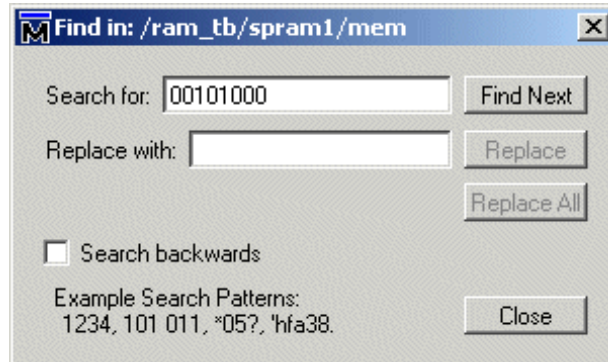 Find in: /ram_tb/spram1/mem
Search for: 00101000 Find Next
Replace with: Replace
Replace All
Search backwards
Example Search Patterns:
1234, 101 011, *05?, 'hfa38.
Close